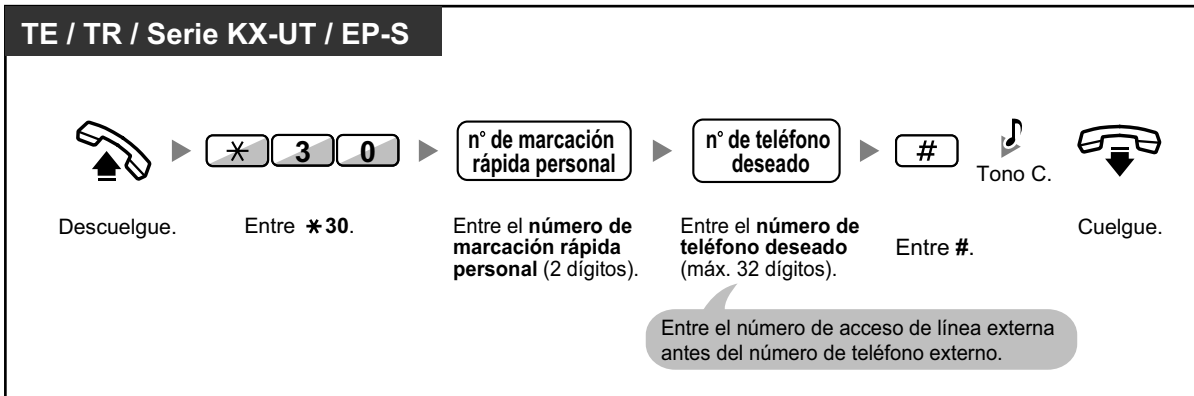 TE / TR / Serie KX-UT / EP-S
* 3 0
n° de marcación
rápida personal
n° de teléfono
deseado
#
Tono C.
Descuelgue.
Entre *30.
Entre el número de
marcación rápida
personal (2 dígitos).
Entre el número de
teléfono deseado
(máx. 32 dígitos).
Entre #.
Cuelgue.
Entre el número de acceso de línea externa
antes del número de teléfono externo.